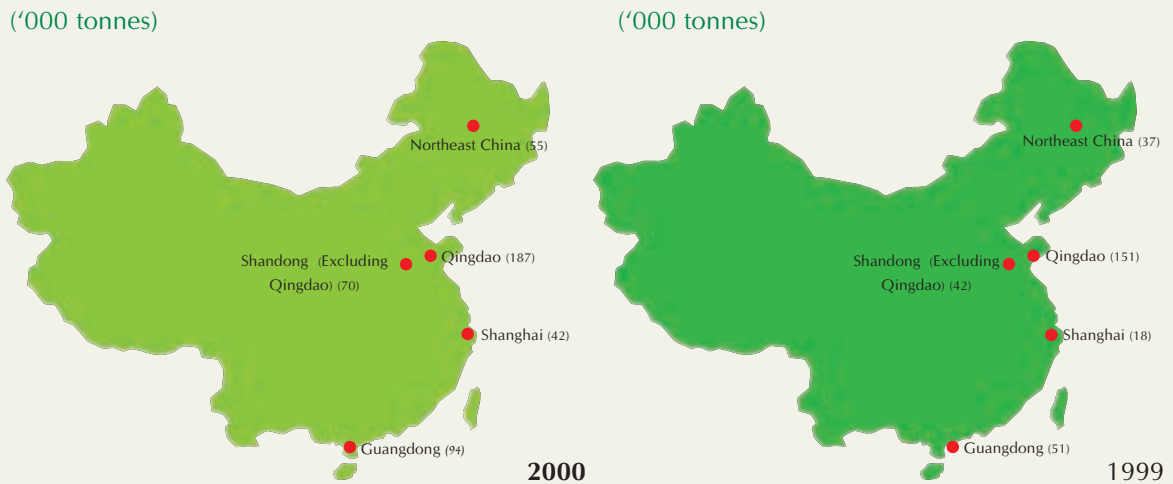 (‘000 tonnes)
Northeast China (55)
Shandong (Excluding
Qingdao) (70)
Qingdao (187)
Shanghai (42)
Guangdong (94)
2000
(‘000 tonnes)
Northeast China (37)
Shandong (Excluding
Qingdao) (42)
Qingdao (151)
Shanghai (18)
Guangdong (51)
1999